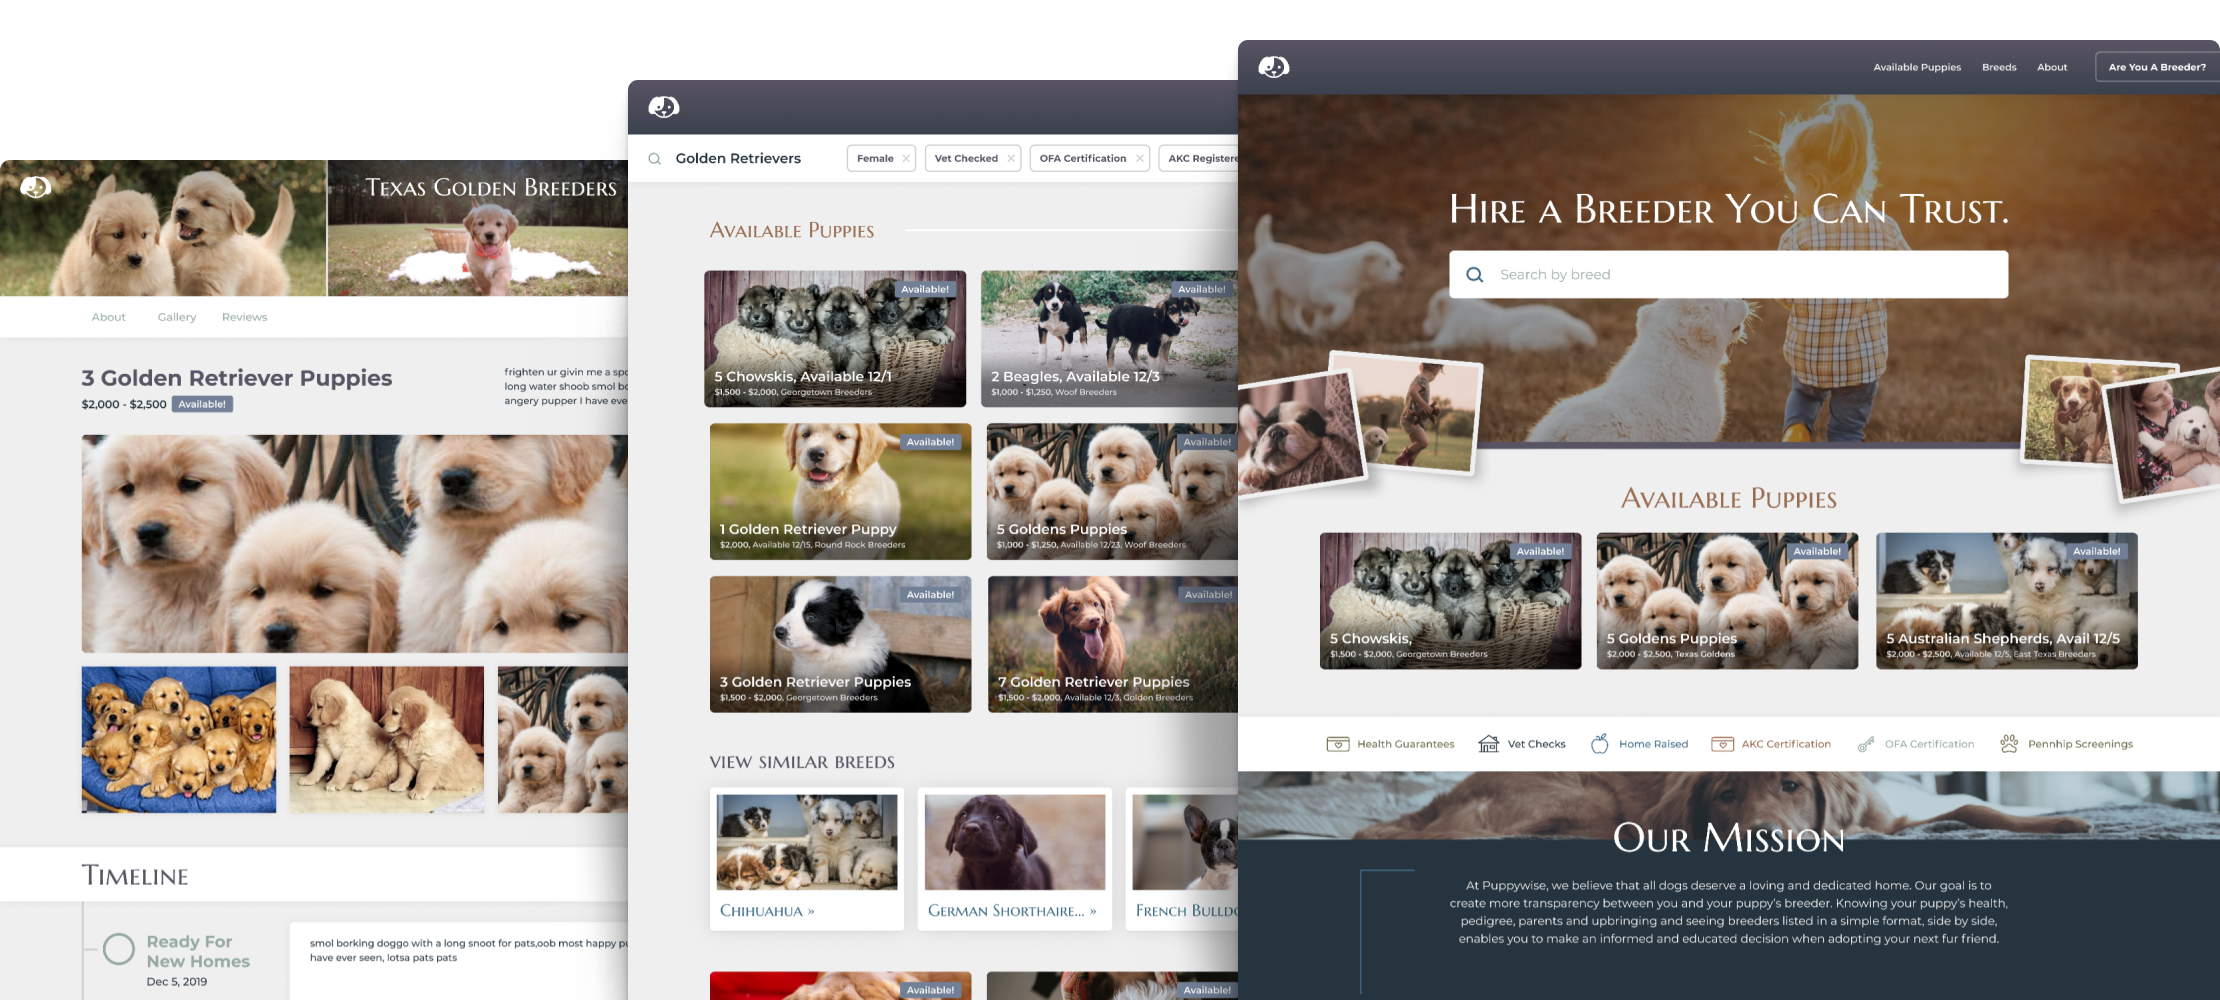 Texas Golden Breeders
About Gallery Reviews
3 Golden Retriever Puppies
$2,000 - $2,500 Available!
frighten ur givin me a
long water shoob smol
angery pupper I have
Timeline
Ready For
New Homes
Dec 5, 2019
smol borking doggo with a long snoot for pats,oob most happy
have ever seen, lotsa pats pats
Golden Retrievers Female Vet Checked OFA Certification AKC
Available Puppies
Available!
5 Chowskis, Available 12/1
$1,500 - $2,000, Georgetown Breeders
Available!
2 Beagles, Available 12/3
$1,000 - $1,250, Woof Breeders
Available!
1 Golden Retriever Puppy
$2,000, Available 12/15, Round Rock Breeders
Available!
5 Goldens Puppies
$1,000 - $1,250, Available 12/23, Woof Breeders
Available!
3 Golden Retriever Puppies
$1,500 - $2,000, Georgetown Breeders
Available!
7 Golden Retriever Puppies
$1,500 - $2,000, Available 12/3, Golden Breeders
View Similar Breeds
Chihuahua »
German Shorthaire... »
French
Available!
Available!
Available Puppies Breeds About Are You A Breeder?
Hire a Breeder You Can Trust.
Search by breed
Available Puppies
Available!
5 Chowskis,
$1,500 - $2,000, Georgetown Breeders
Available!
5 Goldens Puppies
$2,000 - $2,500, Texas Goldens
Available!
5 Australian Shepherds, Avail 12/5
$2,000 - $2,500, Available 12/5, East Texas Breeders
Health Guarantees Vet Checks Home Raised AKC Certification OFA Certification Pennhip Screenings
Our Mission
At Puppywise, we believe that all dogs deserve a loving and dedicated home. Our goal is to
create more transparency between you and your puppy's breeder. Knowing your puppy's health,
pedigree, parents and upbringing and seeing breeders listed in a simple format, side by side,
enables you to make an informed and educated decision when adopting your next fur friend.